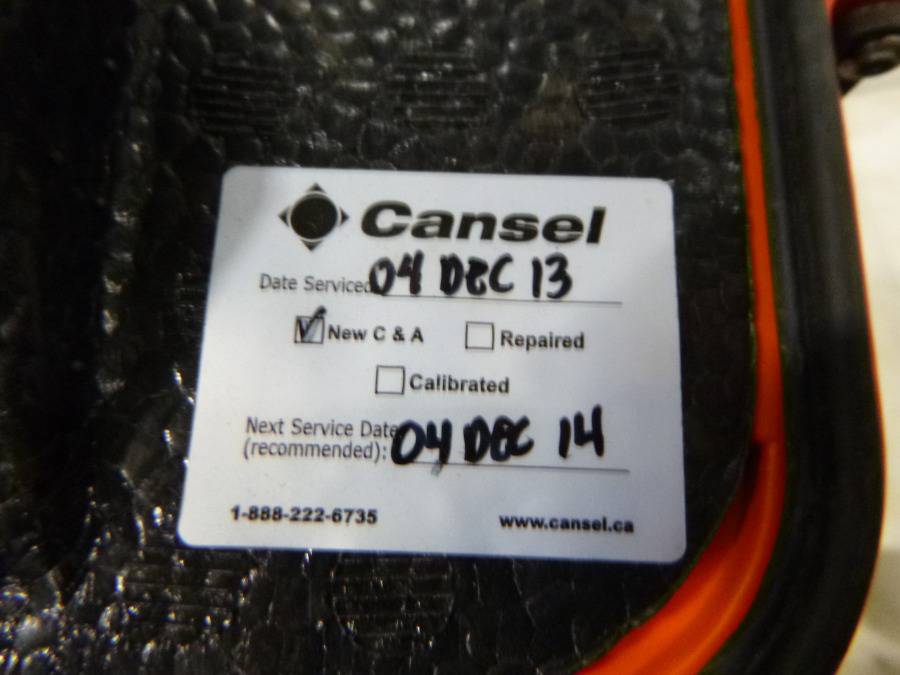 Cansel
Date Serviced 04 DEC 13
New C & A Repaired
Calibrated
Next Service Date
(recommended): 04 DEC 14
1-888-222-6735 www.cansel.ca